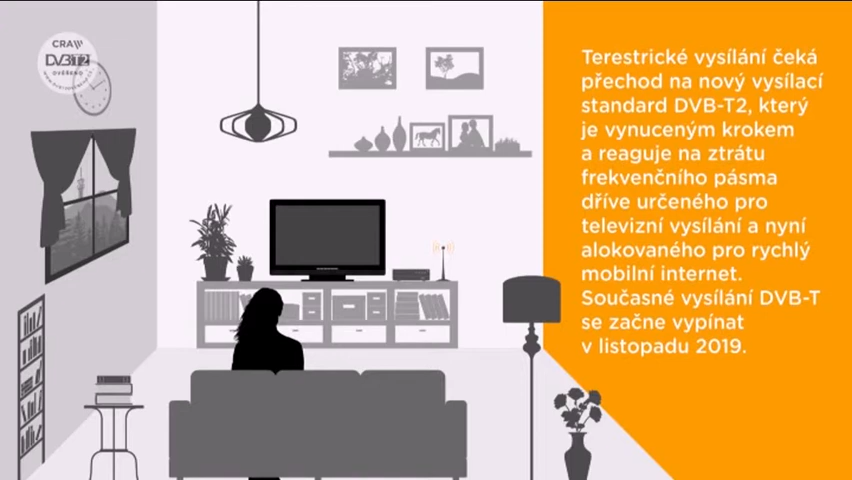 CRA
DVB-T2
OVĚŘENO
Terestrické vysílání čeká
přechod na nový vysílací
standard DVB-T2, který
je vynuceným krokem
a reaguje na ztrátu
frekvenčního pásma
dříve určeného pro
televizní vysílání a nyní
alokovaného pro rychlý
mobilní internet.
Současné vysílání DVB-T
se začne vypínat
v listopadu 2019.